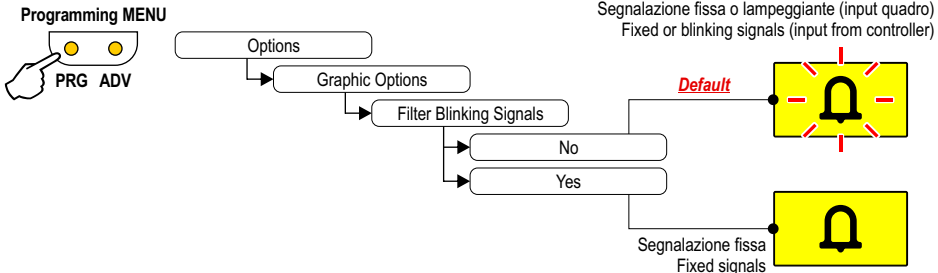 Programming MENU
PRG ADV
Options
Graphic Options
Filter Blinking Signals
No
Yes
Default
Segnalazione fissa o lampeggiante (input quadro)
Fixed or blinking signals (input from controller)
Segnalazione fissa
Fixed signals